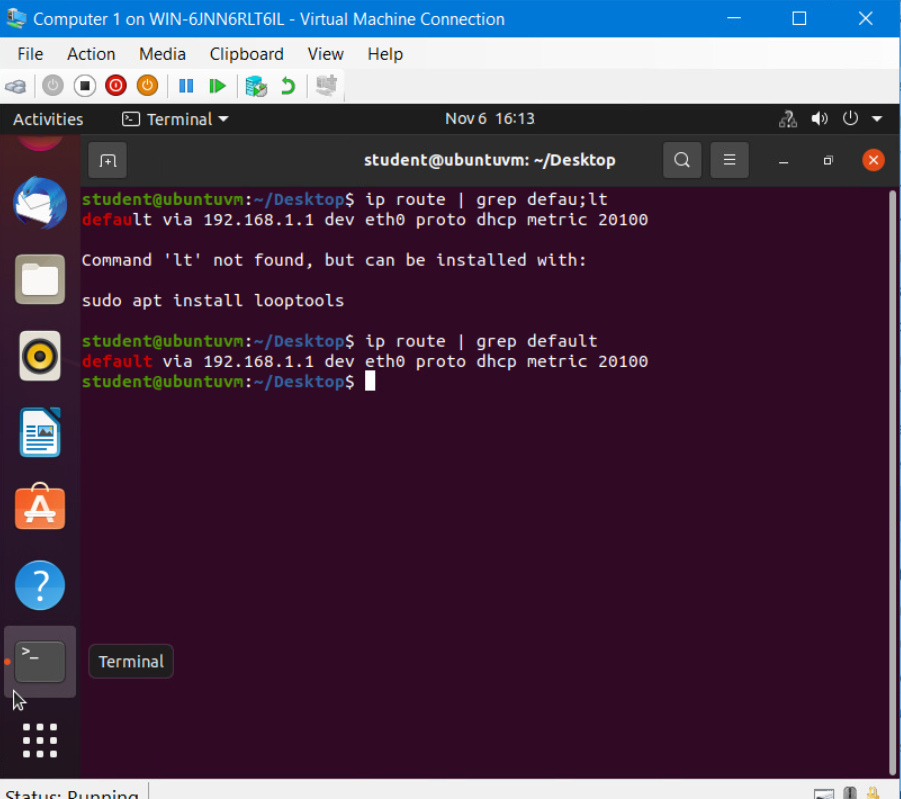 Computer 1 on WIN-6JNN6RLT6IL - Virtual Machine Connection
File Action Media Clipboard View Help
Activities Terminal Nov 6 16:13
student@ubuntuvm: ~/Desktop
student@ubuntuvm:~/Desktop$ ip route | grep defau;lt
default via 192.168.1.1 dev eth0 proto dhcp metric 20100
Command 'lt' not found, but can be installed with:
sudo apt install looptools
student@ubuntuvm:~/Desktop$ ip route | grep default
default via 192.168.1.1 dev eth0 proto dhcp metric 20100
student@ubuntuvm:~/Desktop$
Terminal
Status: Running